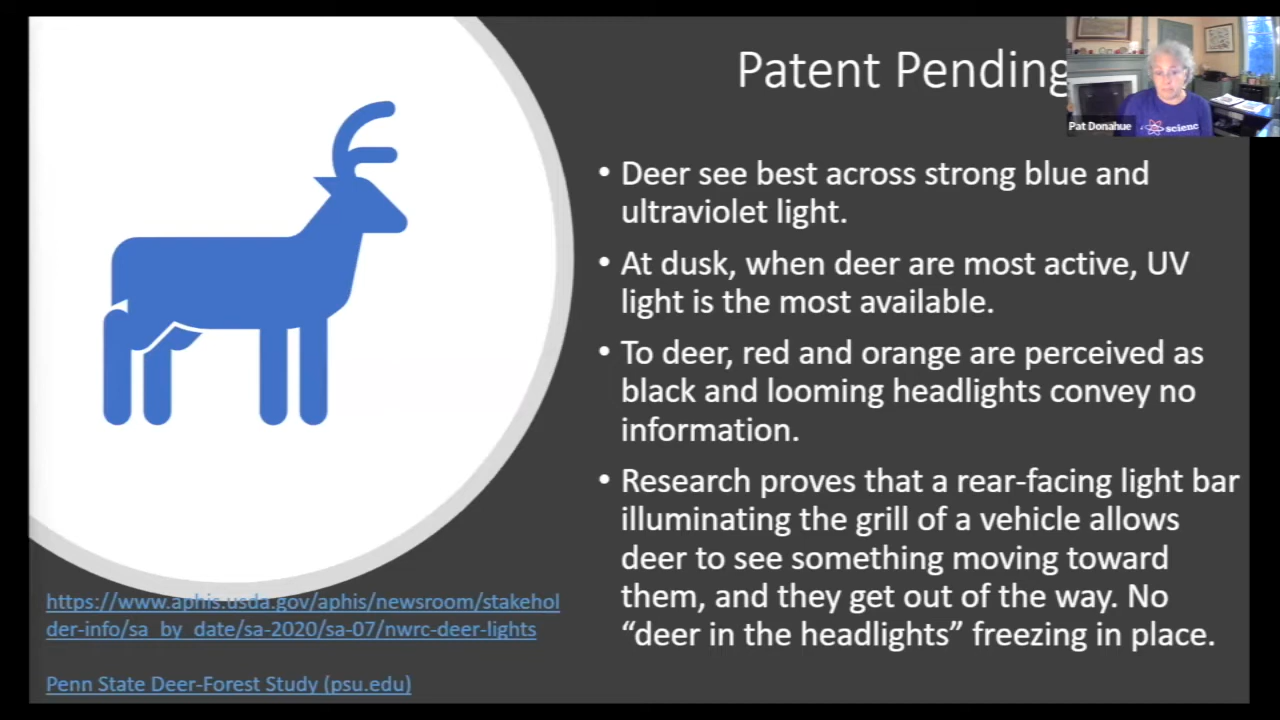 Patent Pending
Pat Donahue
science
• Deer see best across strong blue and
ultraviolet light.
• At dusk, when deer are most active, UV
light is the most available.
• To deer, red and orange are perceived as
black and looming headlights convey no
information.
• Research proves that a rear-facing light bar
illuminating the grill of a vehicle allows
deer to see something moving toward
them, and they get out of the way. No
“deer in the headlights” freezing in place.
https://www.aphis.usda.gov/aphis/newsroom/stakehol
der-info/sa_by_date/sa-2020/sa-07/nwrc-deer-lights
Penn State Deer-Forest Study (psu.edu)